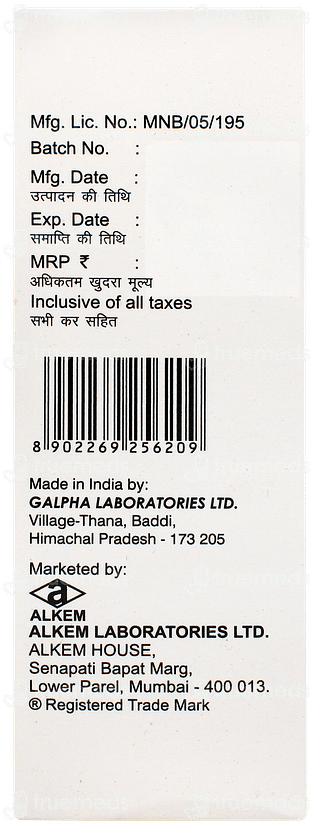 Mfg. Lic. No.: MNB/05/195
Batch No. :
Mfg. Date :
उत्पादन की तिथि
Exp. Date :
समाप्ति की तिथि
MRP ₹ :
अधिकतम खुदरा मूल्य
Inclusive of all taxes
सभी कर सहित
8 902269 256209
Made in India by:
GALPHA LABORATORIES LTD.
Village-Thana, Baddi,
Himachal Pradesh - 173 205
Marketed by:
a
ALKEM
ALKEM LABORATORIES LTD.
ALKEM HOUSE,
Senapati Bapat Marg,
Lower Parel, Mumbai - 400 013.
® Registered Trade Mark
truemeds